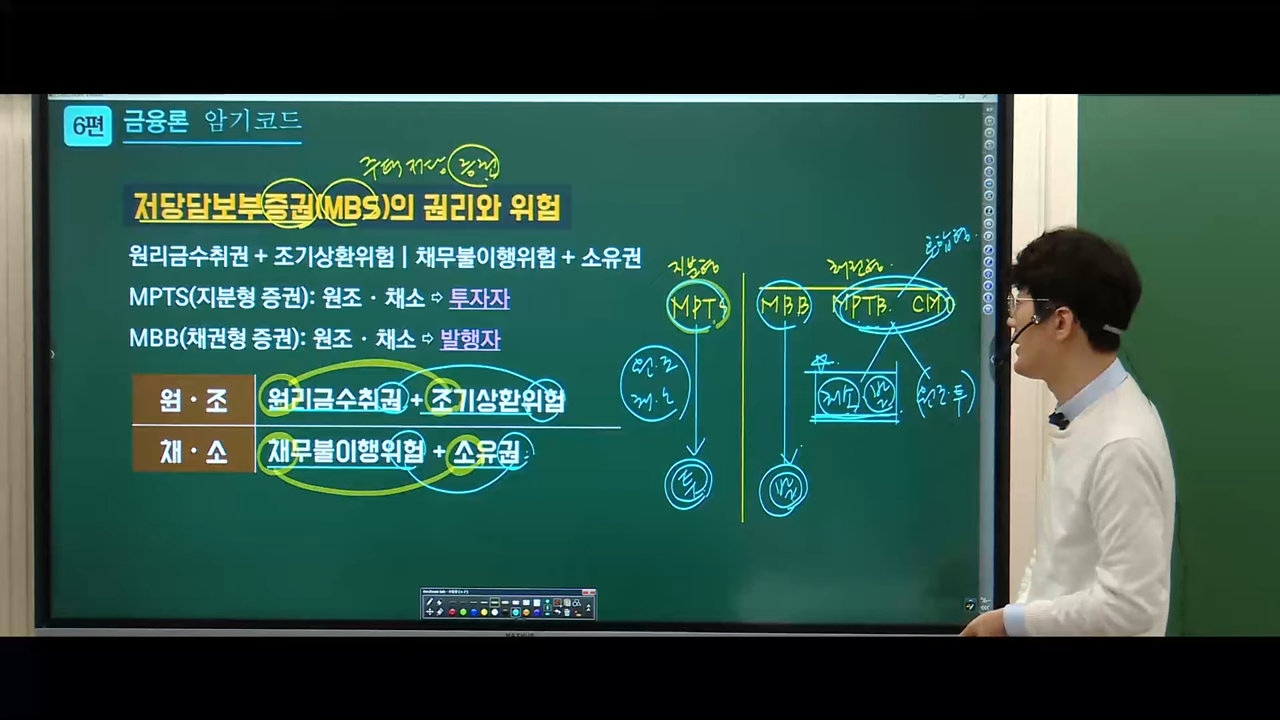 6편 금융론 암기코드
주택저당 증권
저당담보부증권(MBS)의 권리와 위험
원리금수취권 + 조기상환위험 | 채무불이행위험 + 소유권
MPTS(지분형 증권): 원조 · 채소 ⇨ 투자자
MBB(채권형 증권): 원조 · 채소 ⇨ 발행자
원 · 조 원리금수취권 + 조기상환위험
채 · 소 채무불이행위험 + 소유권
혼합형
지분형 채권형
MPTS MBB MPTB CMO
원.조
채.소
채소 발 (원조.투)
투 발